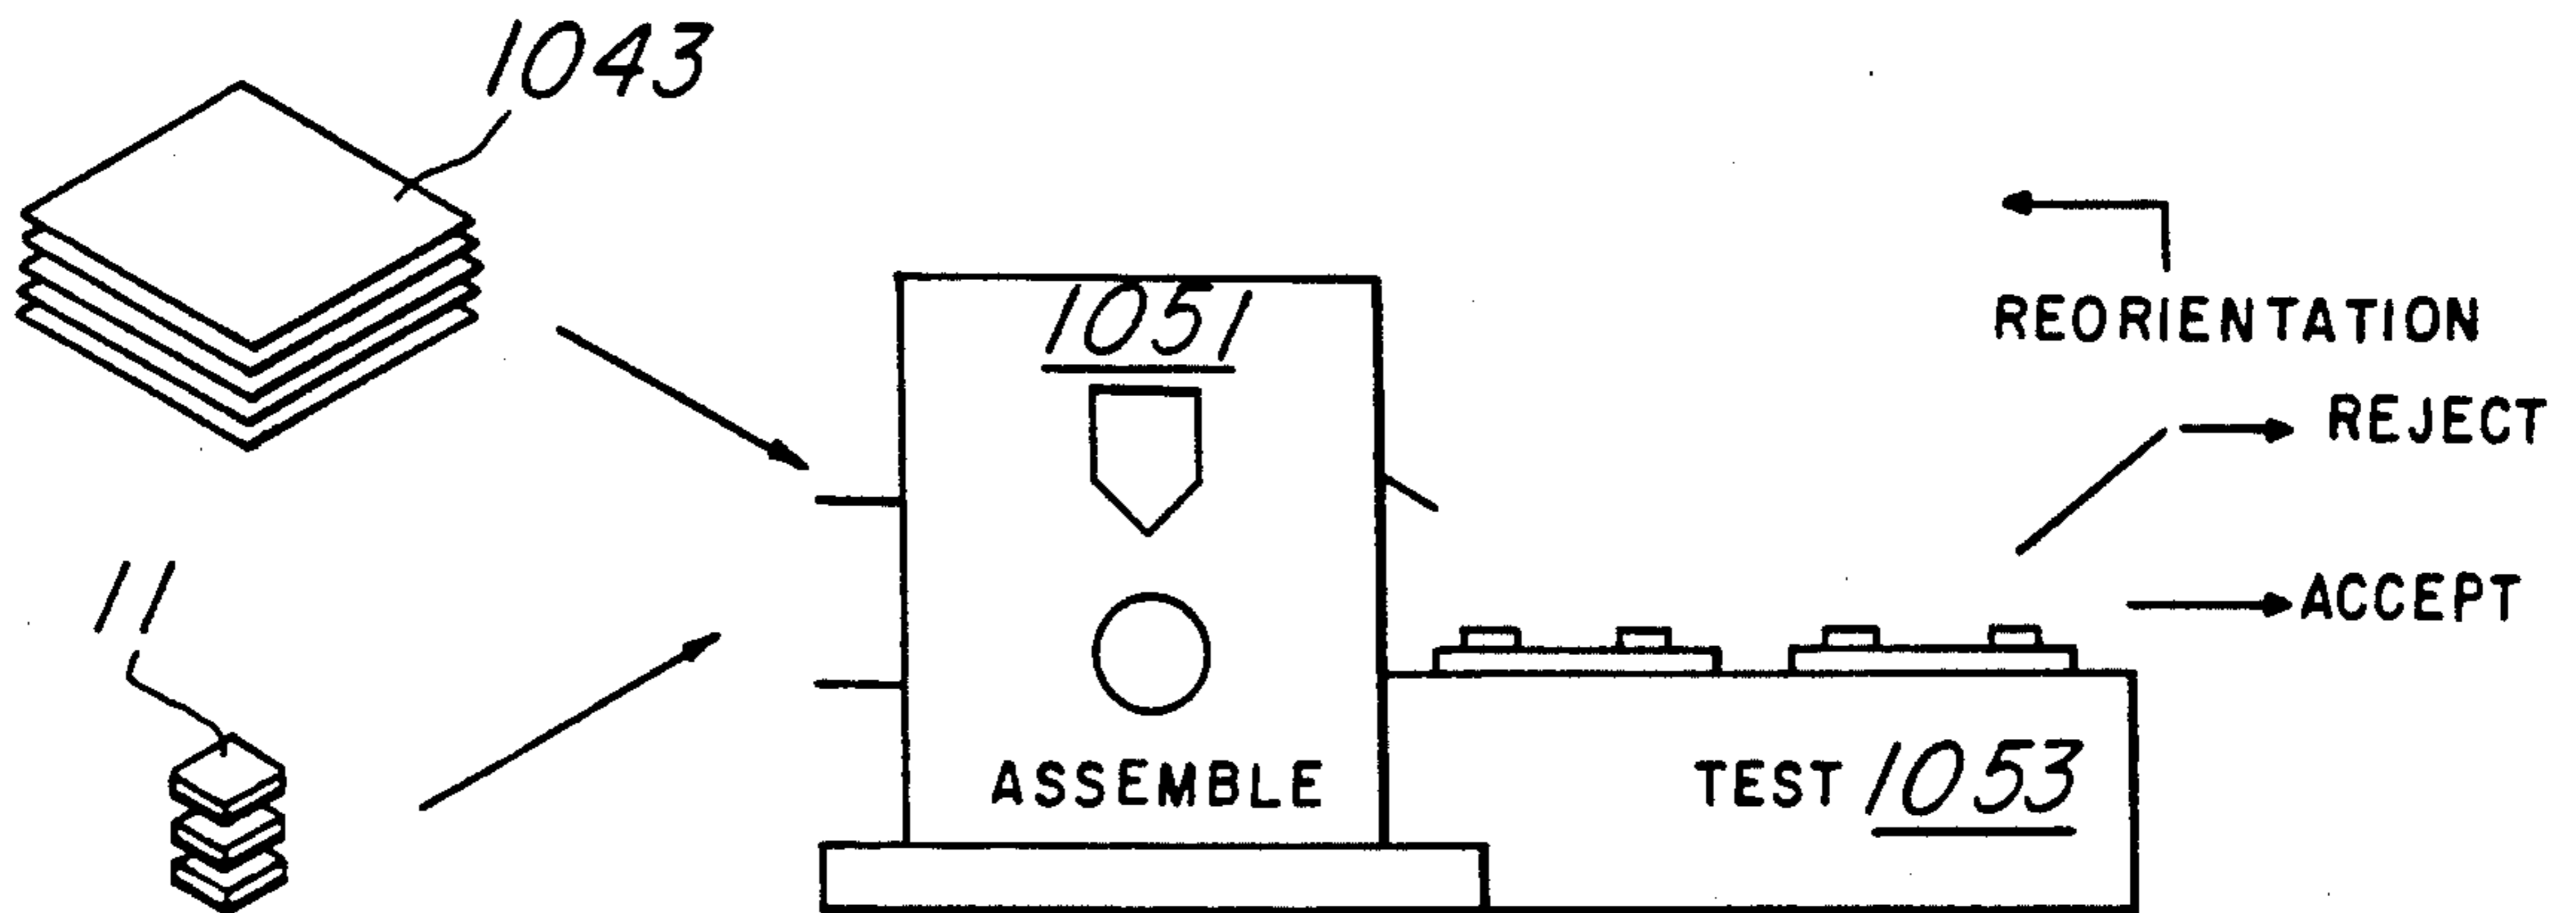 1043
1051
REORIENTATION
REJECT
11
ACCEPT
ASSEMBLE
TEST 1053